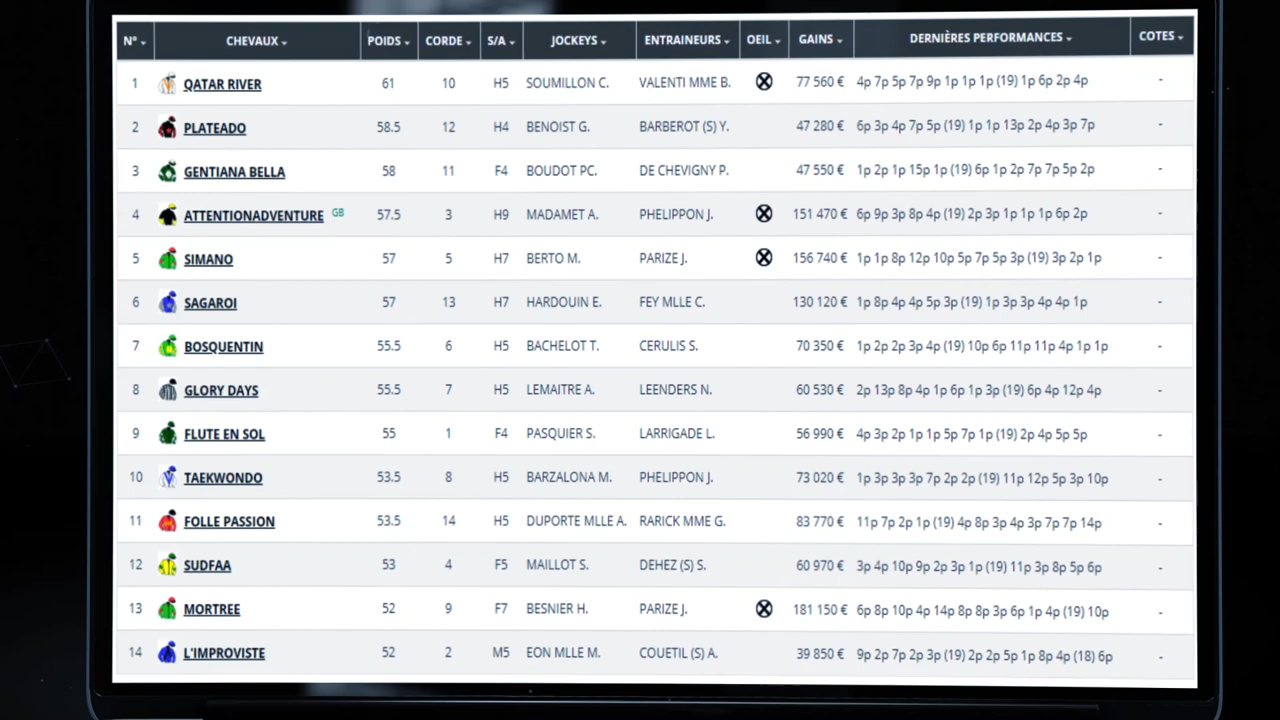 N° CHEVAUX POIDS CORDE S/A JOCKEYS ENTRAINEURS OEIL GAINS DERNIÈRES PERFORMANCES COTES
1 QATAR RIVER 61 10 H5 SOUMILLON C. VALENTI MME B. 77 560 € 4p 7p 5p 7p 9p 1p 1p 1p (19) 1p 6p 2p 4p -
2 PLATEADO 58.5 12 H4 BENOIST G. BARBEROT (S) Y. 47 280 € 6p 3p 4p 7p 5p (19) 1p 1p 13p 2p 4p 3p 7p -
3 GENTIANA BELLA 58 11 F4 BOUDOT PC. DE CHEVIGNY P. 47 550 € 1p 2p 1p 15p 1p (19) 6p 1p 2p 7p 7p 5p 2p -
4 ATTENTIONADVENTURE GB 57.5 3 H9 MADAMET A. PHELIPPON J. 151 470 € 6p 9p 3p 8p 4p (19) 2p 3p 1p 1p 1p 6p 2p -
5 SIMANO 57 5 H7 BERTO M. PARIZE J. 156 740 € 1p 1p 8p 12p 10p 5p 7p 5p 3p (19) 3p 2p 1p -
6 SAGAROI 57 13 H7 HARDOUIN E. FEY MLLE C. 130 120 € 1p 8p 4p 4p 5p 3p (19) 1p 3p 3p 4p 4p 1p -
7 BOSQUENTIN 55.5 6 H5 BACHELOT T. CERULIS S. 70 350 € 1p 2p 2p 3p 4p (19) 10p 6p 11p 11p 4p 1p 1p -
8 GLORY DAYS 55.5 7 H5 LEMAITRE A. LEENDERS N. 60 530 € 2p 13p 8p 4p 1p 6p 1p 3p (19) 6p 4p 12p 4p -
9 FLUTE EN SOL 55 1 F4 PASQUIER S. LARRIGADE L. 56 990 € 4p 3p 2p 1p 1p 5p 7p 1p (19) 2p 4p 5p 5p -
10 TAEKWONDO 53.5 8 H5 BARZALONA M. PHELIPPON J. 73 020 € 1p 3p 3p 3p 7p 2p 2p (19) 11p 12p 5p 3p 10p -
11 FOLLE PASSION 53.5 14 H5 DUPORTE MLLE A. RARICK MME G. 83 770 € 11p 7p 2p 1p (19) 4p 8p 3p 4p 3p 7p 7p 14p -
12 SUDFAA 53 4 F5 MAILLOT S. DEHEZ (S) S. 60 970 € 3p 4p 10p 9p 2p 3p 1p (19) 11p 3p 8p 5p 6p -
13 MORTREE 52 9 F7 BESNIER H. PARIZE J. 181 150 € 6p 8p 10p 4p 14p 8p 8p 3p 6p 1p 4p (19) 10p -
14 L'IMPROVISTE 52 2 M5 EON MLLE M. COUETIL (S) A. 39 850 € 9p 2p 7p 2p 3p (19) 2p 2p 5p 1p 8p 4p (18) 6p -